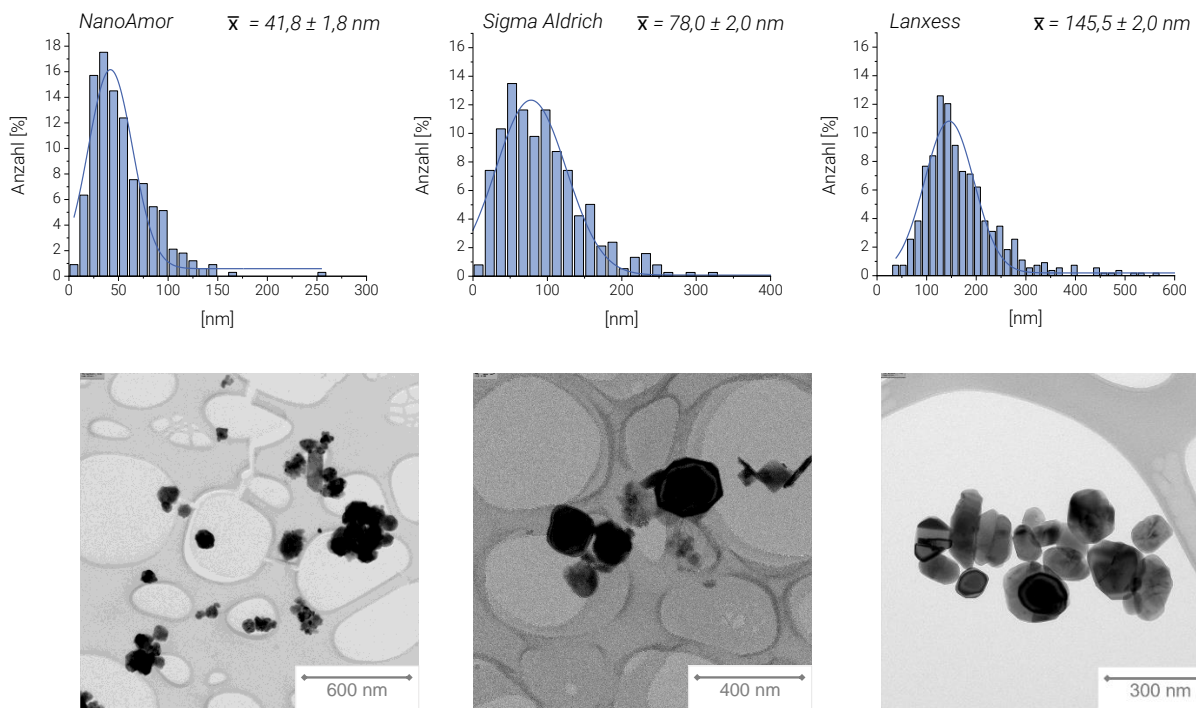 NanoAmor
x̄ = 41,8 ± 1,8 nm
Anzahl [%]
18
16
14
12
10
8
6
4
2
0
0 50 100 150 200 250 300
[nm]
Sigma Aldrich
x̄ = 78,0 ± 2,0 nm
Anzahl [%]
16
14
12
10
8
6
4
2
0
0 100 200 300 400
[nm]
Lanxess
x̄ = 145,5 ± 2,0 nm
Anzahl [%]
16
14
12
10
8
6
4
2
0
0 100 200 300 400 500 600
[nm]
600 nm
400 nm
300 nm